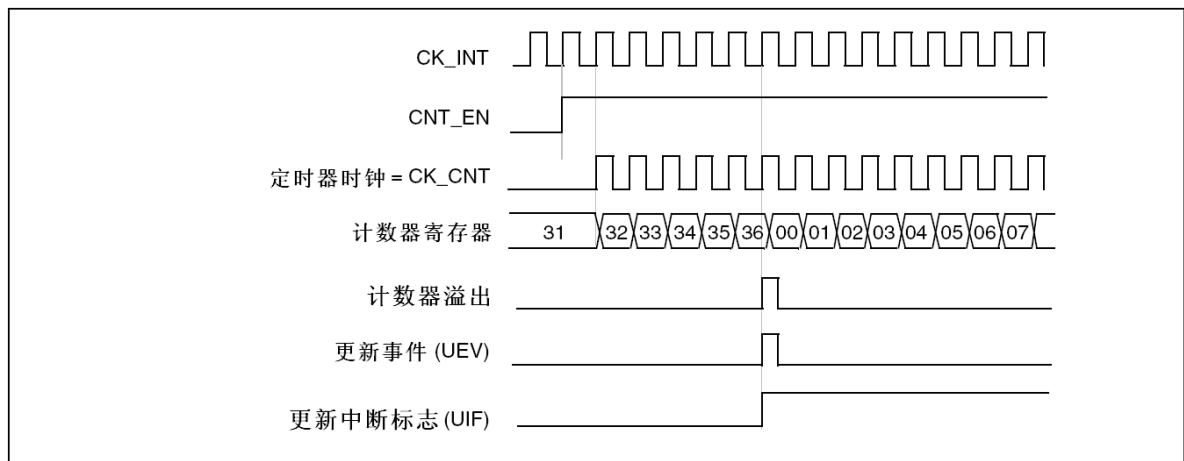 CK_INT
CNT_EN
定时器时钟 = CK_CNT
计数器寄存器 31 32 33 34 35 36 00 01 02 03 04 05 06 07
计数器溢出
更新事件 (UEV)
更新中断标志 (UIF)